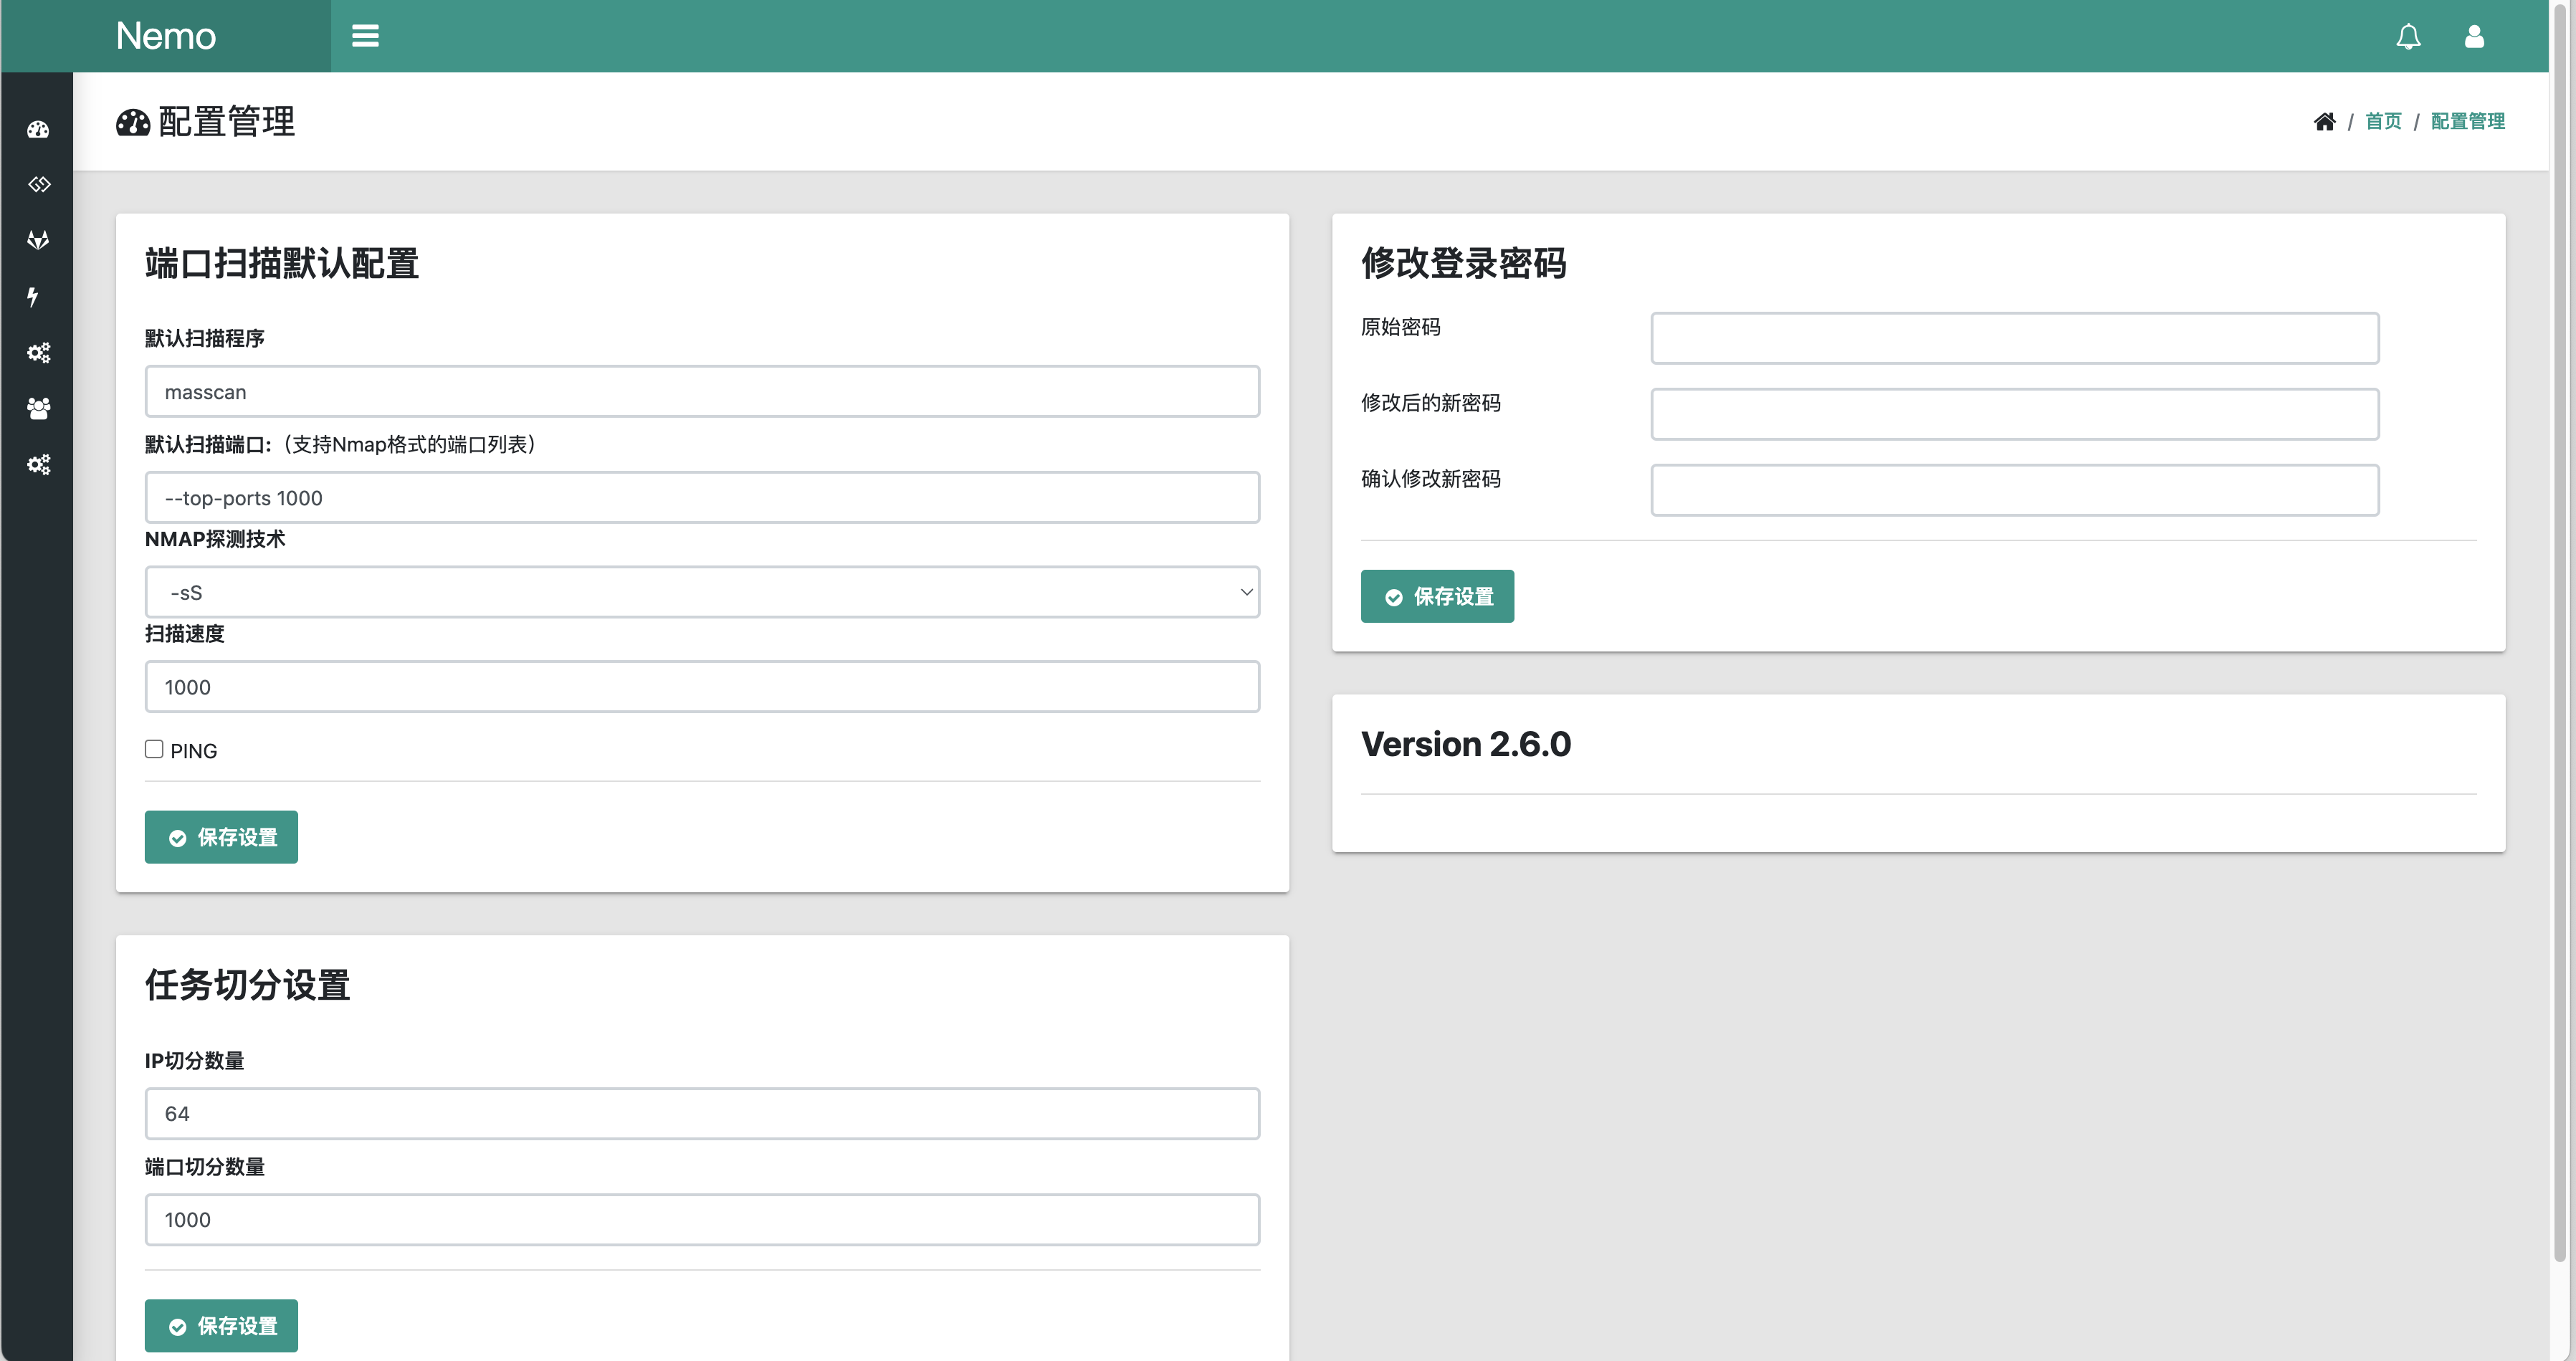 Nemo
配置管理
/ 首页 / 配置管理
端口扫描默认配置
默认扫描程序
masscan
默认扫描端口:（支持Nmap格式的端口列表）
--top-ports 1000
NMAP探测技术
-sS
扫描速度
1000
PING
保存设置
任务切分设置
IP切分数量
64
端口切分数量
1000
保存设置
修改登录密码
原始密码
修改后的新密码
确认修改新密码
保存设置
Version 2.6.0